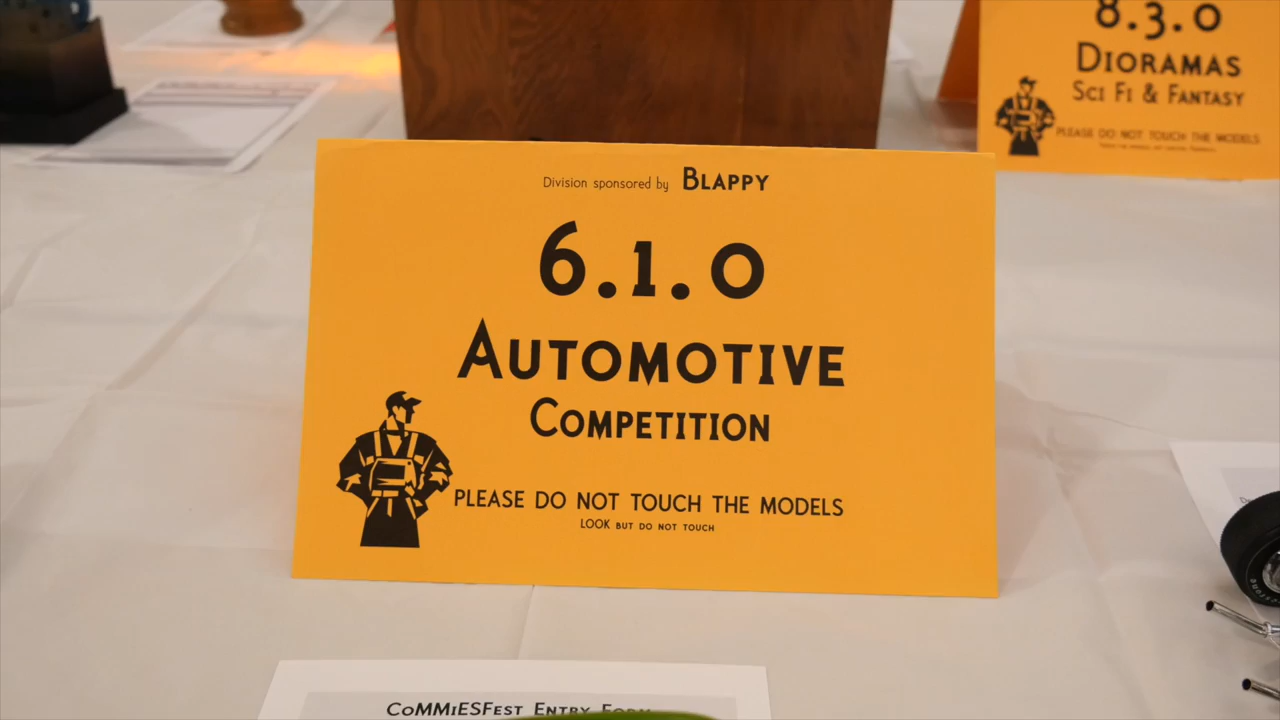 8.3.0
DIORAMAS
SCI FI & FANTASY
PLEASE DO NOT TOUCH THE MODELS
Division sponsored by BLAPPY
6.1.0
AUTOMOTIVE
COMPETITION
PLEASE DO NOT TOUCH THE MODELS
LOOK BUT DO NOT TOUCH
CoMMiESFest Entry Form